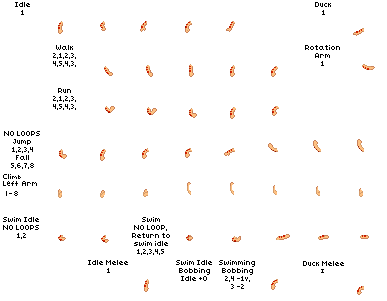 Idle
1
Duck
1
Walk
2,1,2,3,
4,5,4,3,
Rotation
Arm
1
Run
2,1,2,3,
4,5,4,3,
NO LOOPS
Jump
1,2,3,4
Fall
5,6,7,8
Climb
Left Arm
1-8
Swim Idle
NO LOOPS
1,2
Swim
NO LOOP,
Return to
swim idle
1,2,3,4,5
Swim Idle
Bobbing
Idle +0
Swimming
Bobbing
2,4 -1v,
3 -2
Idle Melee
1
Duck Melee
1